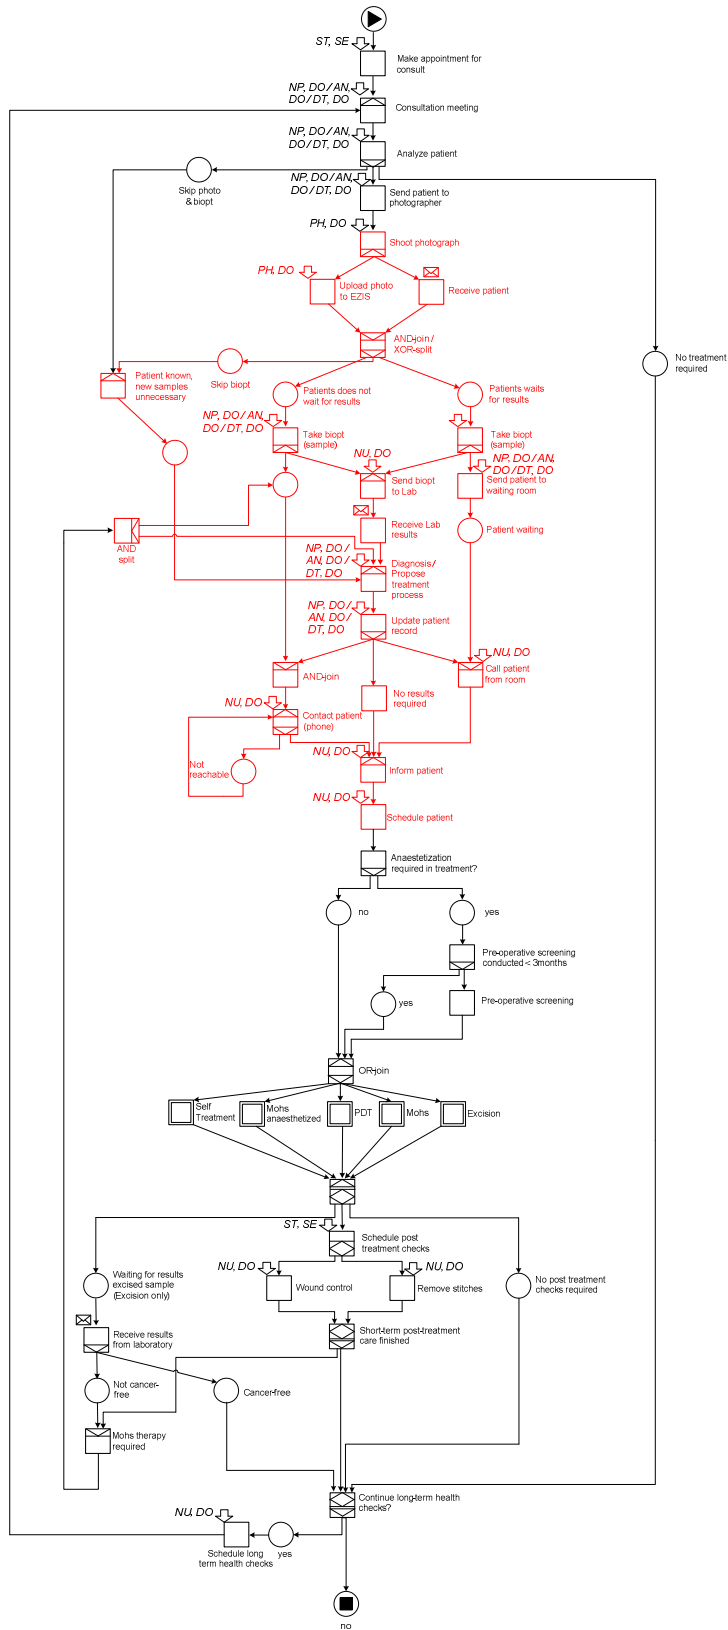 ST, SE
Make appointment for
consult
NP, DO / AN,
DO / DT, DO
Consultation meeting
NP, DO / AN,
DO / DT, DO
Analyze patient
Skip photo
& biopt
NP, DO / AN,
DO / DT, DO
Send patient to
photographer
PH, DO
Shoot photograph
PH, DO
Upload photo
to EZIS
Receive patient
AND-join /
XOR-split
No treatment
required
Patient known,
new samples
unnecessary
Skip biopt
Patients does not
wait for results
Patients waits
for results
NP, DO / AN,
DO / DT, DO
Take biopt
(sample)
Take biopt
(sample)
NU, DO
Send biopt
to Lab
NP, DO / AN,
DO / DT, DO
Send patient to
waiting room
AND
split
Receive Lab
results
Patient waiting
NP, DO /
AN, DO /
DT, DO
Diagnosis /
Propose
treatment
process
NP, DO /
AN, DO /
DT, DO
Update patient
record
NU, DO
Call patient
from room
AND-join
No results
required
NU, DO
Contact patient
(phone)
Not
reachable
NU, DO
Inform patient
NU, DO
Schedule patient
Anaestetization
required in treatment?
no
yes
Pre-operative screening
conducted < 3months
yes
Pre-operative screening
OR-join
Self
Treatment
Mohs
anaesthetized
PDT
Mohs
Excision
ST, SE
Schedule post
treatment checks
Waiting for results
excised sample
(Excision only)
NU, DO
Wound control
NU, DO
Remove stitches
No post treatment
checks required
Receive results
from laboratory
Short-term post-treatment
care finished
Not cancer-
free
Cancer-free
Mohs therapy
required
Continue long-term health
checks?
NU, DO
Schedule long
term health checks
yes
no